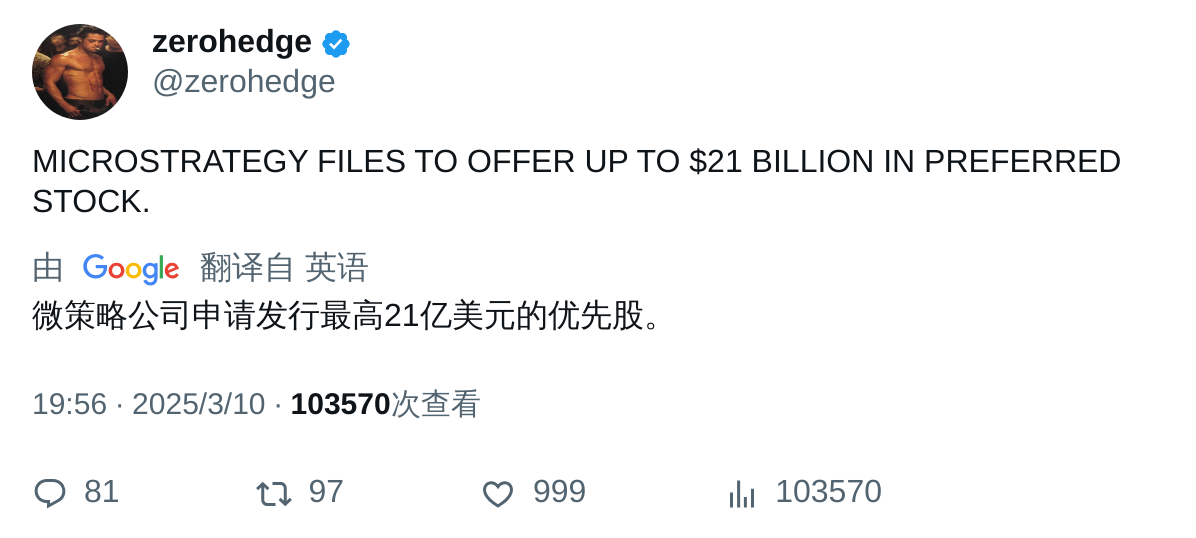 zerohedge
@zerohedge
MICROSTRATEGY FILES TO OFFER UP TO $21 BILLION IN PREFERRED
STOCK.
由 Google 翻译自 英语
微策略公司申请发行最高21亿美元的优先股。
19:56 · 2025/3/10 · 103570次查看
81 97 999 103570